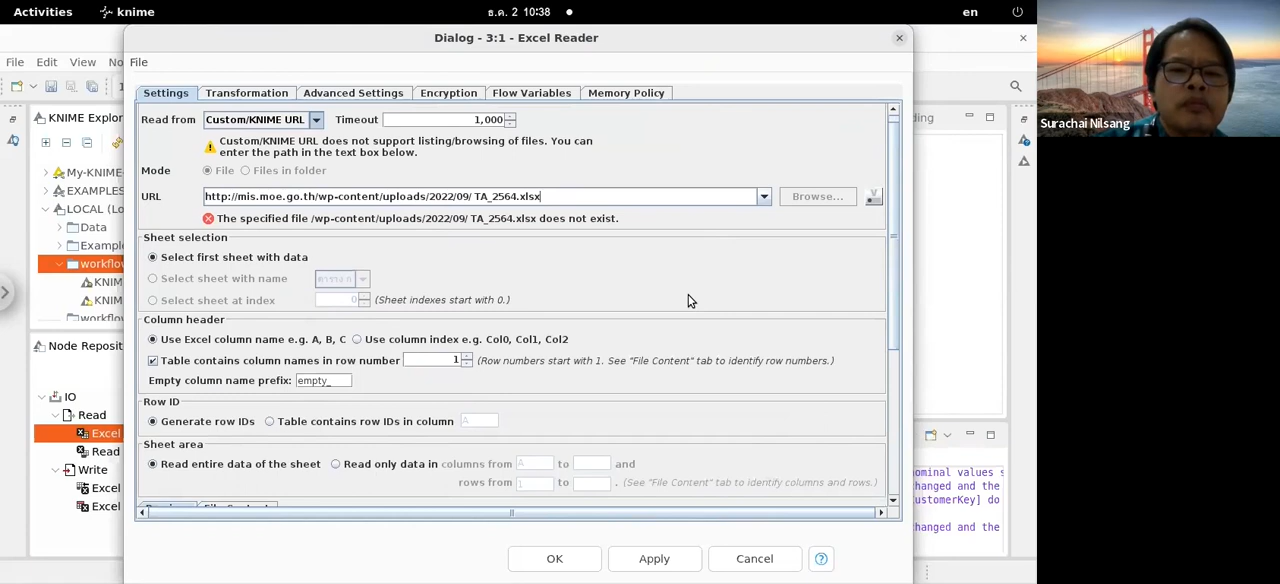 Activities knime ธ.ค. 2 10:38 en
Dialog - 3:1 - Excel Reader
File Edit View No File
Settings Transformation Advanced Settings Encryption Flow Variables Memory Policy
KNIME Explor
Read from Custom/KNIME URL Timeout 1,000
Custom/KNIME URL does not support listing/browsing of files. You can
enter the path in the text box below.
Mode File Files in folder
My-KNIME
EXAMPLES
URL http://mis.moe.go.th/wp-content/uploads/2022/09/ TA_2564.xlsx Browse...
LOCAL (Lo
The specified file /wp-content/uploads/2022/09/ TA_2564.xlsx does not exist.
Data
Sheet selection
Example
Select first sheet with data
workflow
Select sheet with name
KNIM
Select sheet at index 0 (Sheet indexes start with 0.)
KNIM
workflow
Column header
Use Excel column name e.g. A, B, C Use column index e.g. Col0, Col1, Col2
Node Reposit
Table contains column names in row number 1 (Row numbers start with 1. See "File Content" tab to identify row numbers.)
Empty column name prefix: empty_
IO
Row ID
Read
Generate row IDs Table contains row IDs in column A
Excel
Sheet area
Read
Read entire data of the sheet Read only data in columns from A to and
Write
rows from 1 to . (See "File Content" tab to identify columns and rows.)
Excel
Excel
OK Apply Cancel ?
ding
ominal values s
hanged and the
ustomerKey] do
hanged and the
Surachai Nilsang